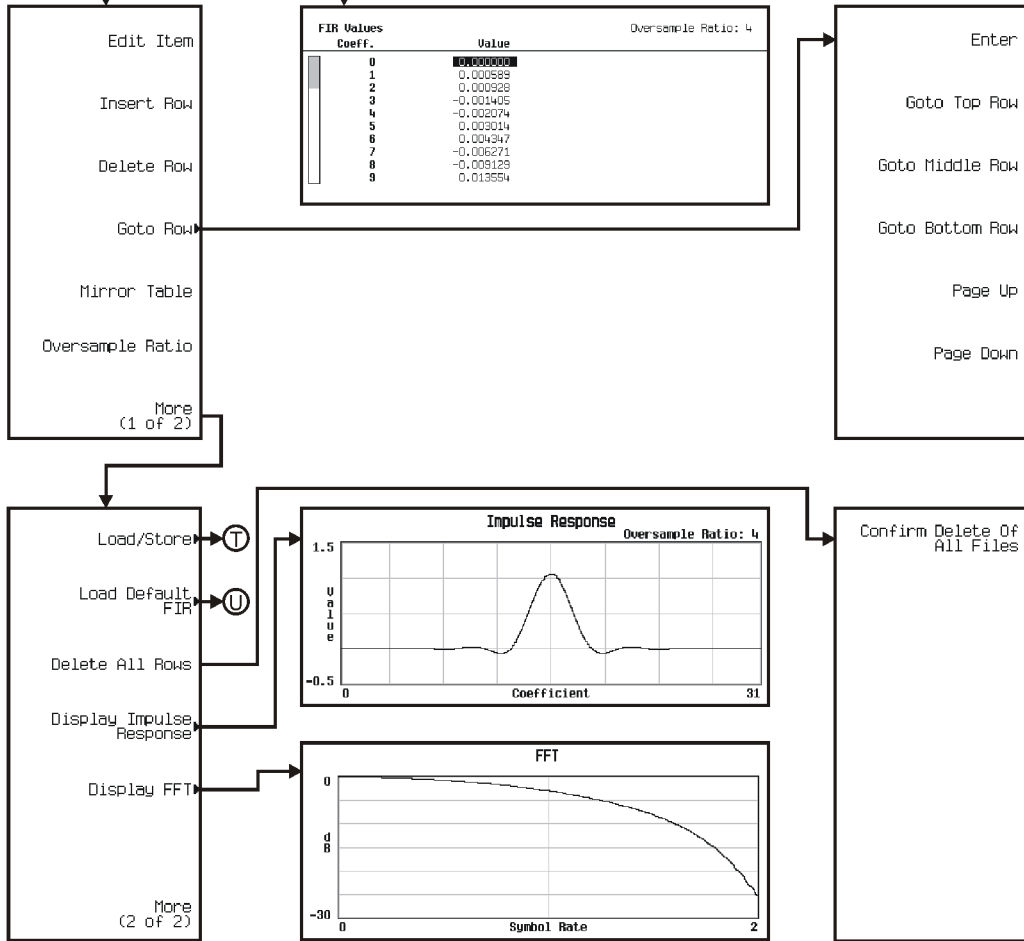 Edit Item
Insert Row
Delete Row
Goto Row
Mirror Table
Oversample Ratio
More
(1 of 2)
FIR Values
Oversample Ratio: 4
Coeff. Value
0 0.000000
1 0.000589
2 0.000928
3 -0.001405
4 -0.002074
5 0.003014
6 0.004347
7 -0.006271
8 -0.009129
9 0.013554
Enter
Goto Top Row
Goto Middle Row
Goto Bottom Row
Page Up
Page Down
Load/Store
T
Load Default
FIR
U
Delete All Rows
Display Impulse
Response
Display FFT
More
(2 of 2)
Impulse Response
Oversample Ratio: 4
1.5
Value
-0.5
0 Coefficient 31
FFT
0
dB
-30
0 Symbol Rate 2
Confirm Delete Of
All Files